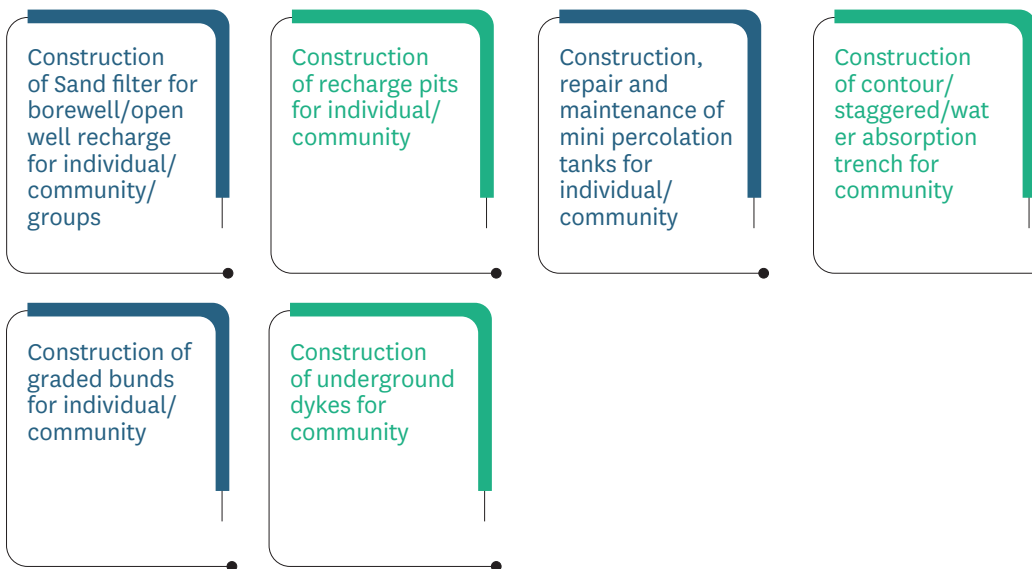 Construction
of Sand filter for
borewell/open
well recharge
for individual/
community/
groups
Construction
of recharge pits
for individual/
community
Construction,
repair and
maintenance of
mini percolation
tanks for
individual/
community
Construction
of contour/
staggered/wat
er absorption
trench for
community
Construction of
graded bunds
for individual/
community
Construction
of underground
dykes for
community